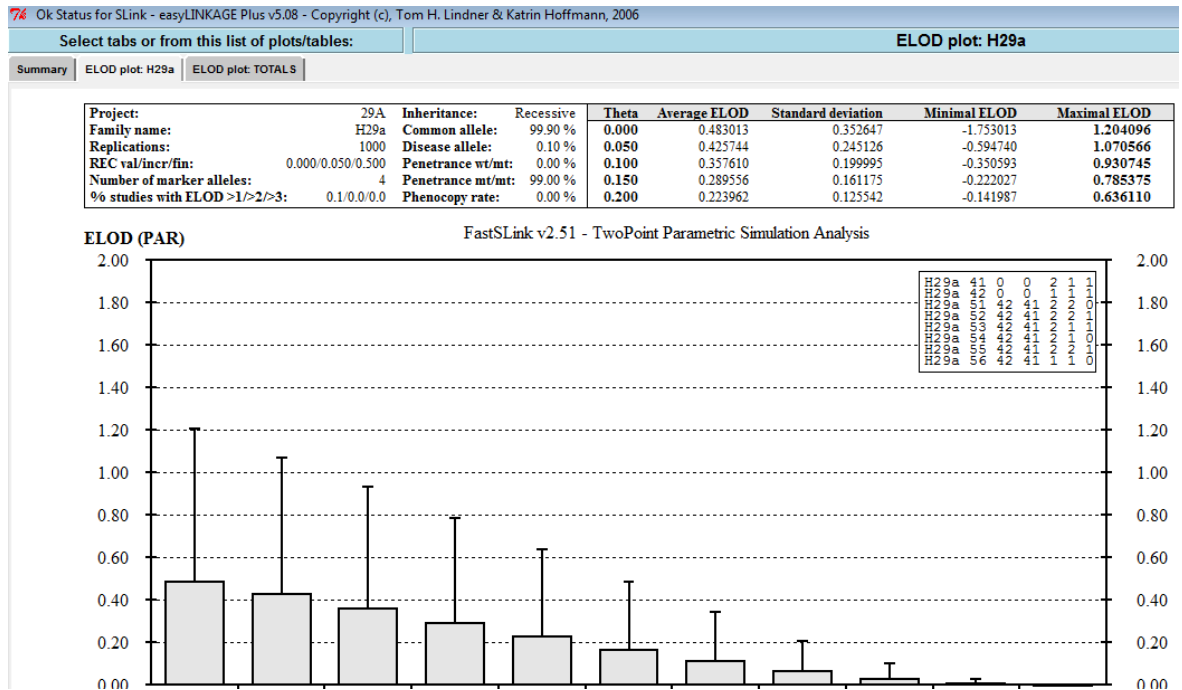 Ok Status for SLink - easyLINKAGE Plus v5.08 - Copyright (c), Tom H. Lindner & Katrin Hoffmann, 2006
Select tabs or from this list of plots/tables: ELOD plot: H29a
Summary ELOD plot: H29a ELOD plot: TOTALS
Project: 29A Inheritance: Recessive Theta Average ELOD Standard deviation Minimal ELOD Maximal ELOD
Family name: H29a Common allele: 99.90 % 0.000 0.483013 0.352647 -1.753013 1.204096
Replications: 1000 Disease allele: 0.10 % 0.050 0.425744 0.245126 -0.594740 1.070566
REC val/incr/fin: 0.000/0.050/0.500 Penetrance wt/mt: 0.00 % 0.100 0.357610 0.199995 -0.350593 0.930745
Number of marker alleles: 4 Penetrance mt/mt: 99.00 % 0.150 0.289556 0.161175 -0.222027 0.785375
% studies with ELOD >1/>2/>3: 0.1/0.0/0.0 Phenocopy rate: 0.00 % 0.200 0.223962 0.125542 -0.141987 0.636110
ELOD (PAR) FastSLink v2.51 - TwoPoint Parametric Simulation Analysis
2.00 2.00
H29a 41 0 0 2 1 1
H29a 42 0 0 1 1 1
1.80 H29a 51 42 41 2 2 0 1.80
H29a 52 42 41 2 2 1
H29a 53 42 41 2 1 1
1.60 H29a 54 42 41 2 1 0 1.60
H29a 55 42 41 2 2 1
H29a 56 42 41 1 1 0
1.40 1.40
1.20 1.20
1.00 1.00
0.80 0.80
0.60 0.60
0.40 0.40
0.20 0.20
0.00 0.00